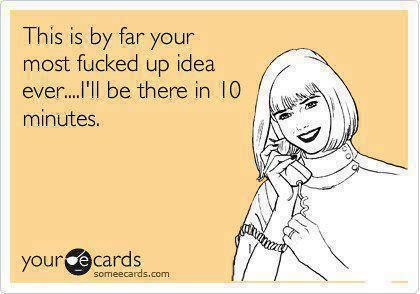 This is by far your
most fucked up idea
ever....I'll be there in 10
minutes.
your e cards
someecards.com